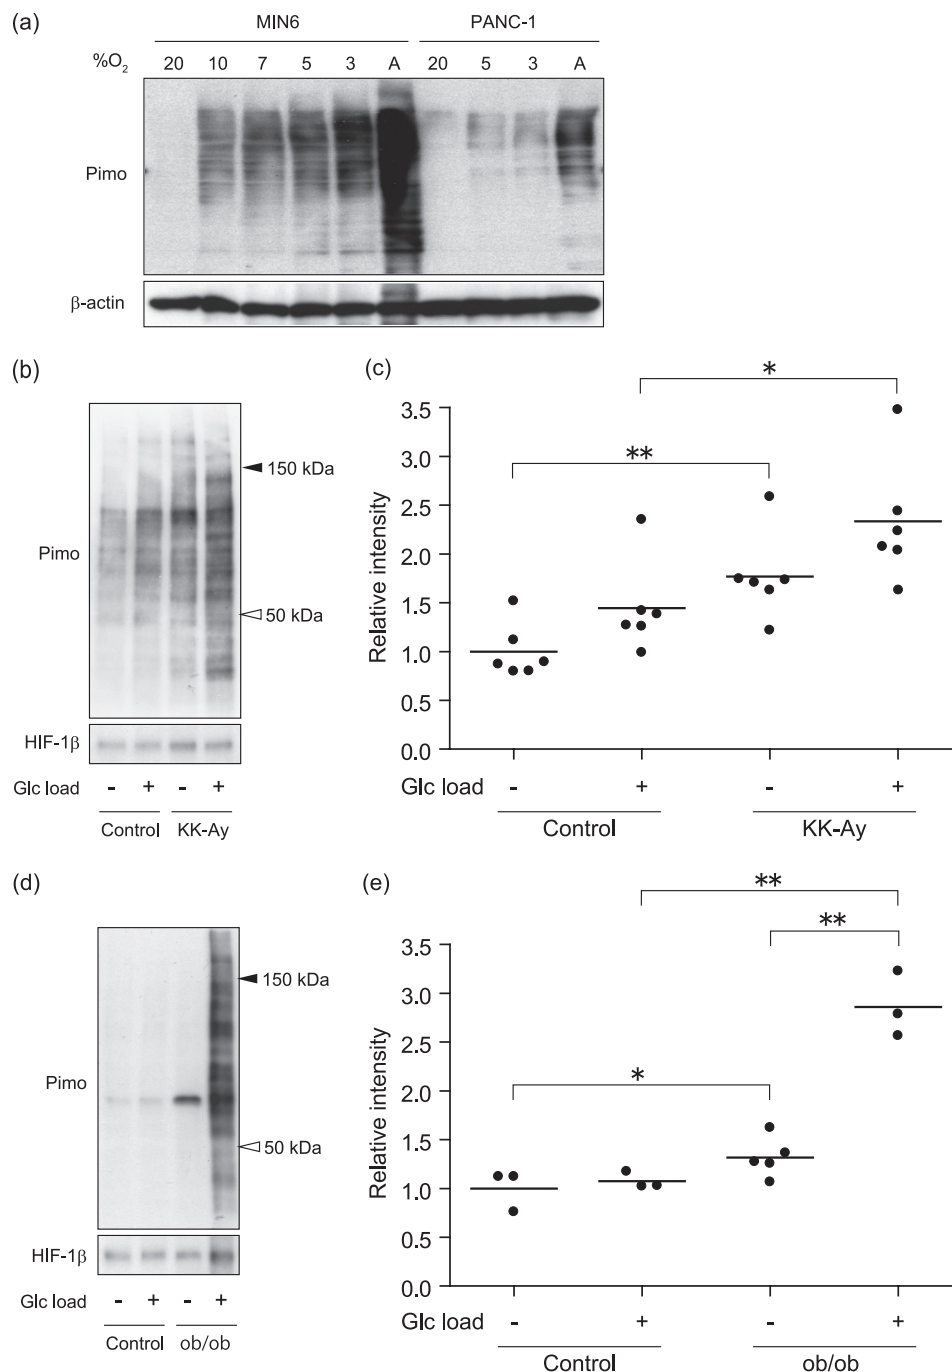 (a)
MIN6 PANC-1
%O2 20 10 7 5 3 A 20 5 3 A
Pimo
β-actin
(b)
150 kDa
Pimo
50 kDa
HIF-1β
Glc load - + - +
Control KK-Ay
(c)
*
**
3.5
3.0
2.5
2.0
1.5
1.0
0.5
0.0
Relative intensity
Glc load - + - +
Control KK-Ay
(d)
150 kDa
Pimo
50 kDa
HIF-1β
Glc load - + - +
Control ob/ob
(e)
**
**
*
3.5
3.0
2.5
2.0
1.5
1.0
0.5
0.0
Relative intensity
Glc load - + - +
Control ob/ob